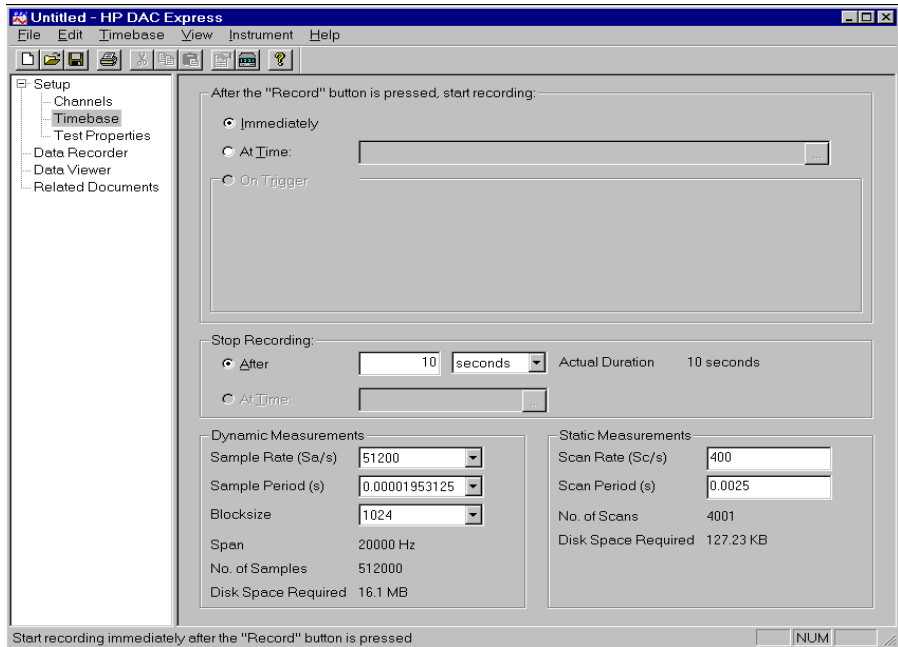 Untitled - HP DAC Express
File Edit Timebase View Instrument Help
Setup
Channels
Timebase
Test Properties
Data Recorder
Data Viewer
Related Documents
After the "Record" button is pressed, start recording:
Immediately
At Time:
...
On Trigger
Stop Recording:
After 10 seconds Actual Duration 10 seconds
At Time:
...
Dynamic Measurements
Sample Rate (Sa/s) 51200
Sample Period (s) 0.00001953125
Blocksize 1024
Span 20000 Hz
No. of Samples 512000
Disk Space Required 16.1 MB
Static Measurements
Scan Rate (Sc/s) 400
Scan Period (s) 0.0025
No. of Scans 4001
Disk Space Required 127.23 KB
Start recording immediately after the "Record" button is pressed NUM